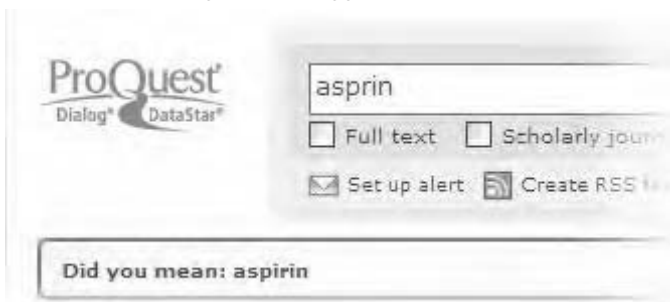 ProQuest
Dialog® DataStar®
asprin
Full text Scholarly
Set up alert Create RSS
Did you mean: aspirin